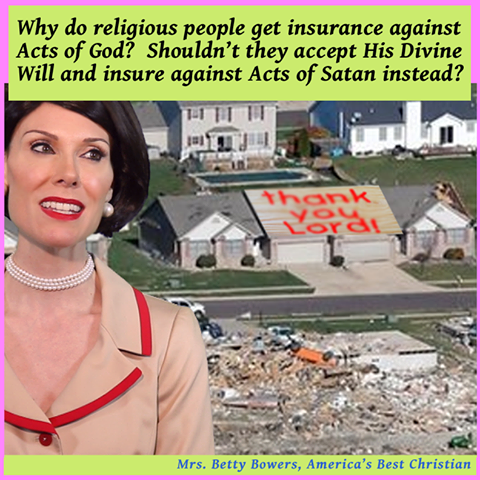 Why do religious people get insurance against
Acts of God? Shouldn't they accept His Divine
Will and insure against Acts of Satan instead?
thank
you
Lord!
Mrs. Betty Bowers, America's Best Christian